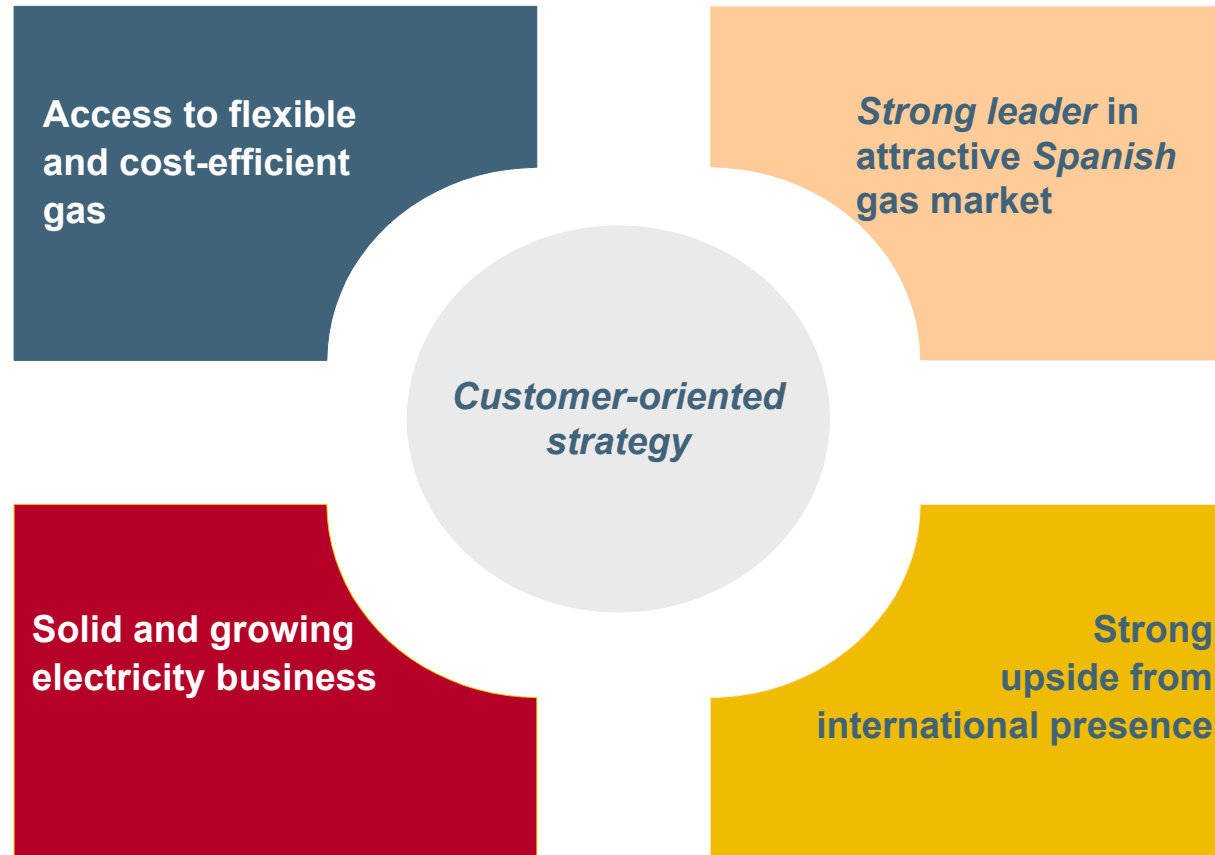 Access to flexible
and cost-efficient
gas
Strong leader in
attractive Spanish
gas market
Customer-oriented
strategy
Solid and growing
electricity business
Strong
upside from
international presence